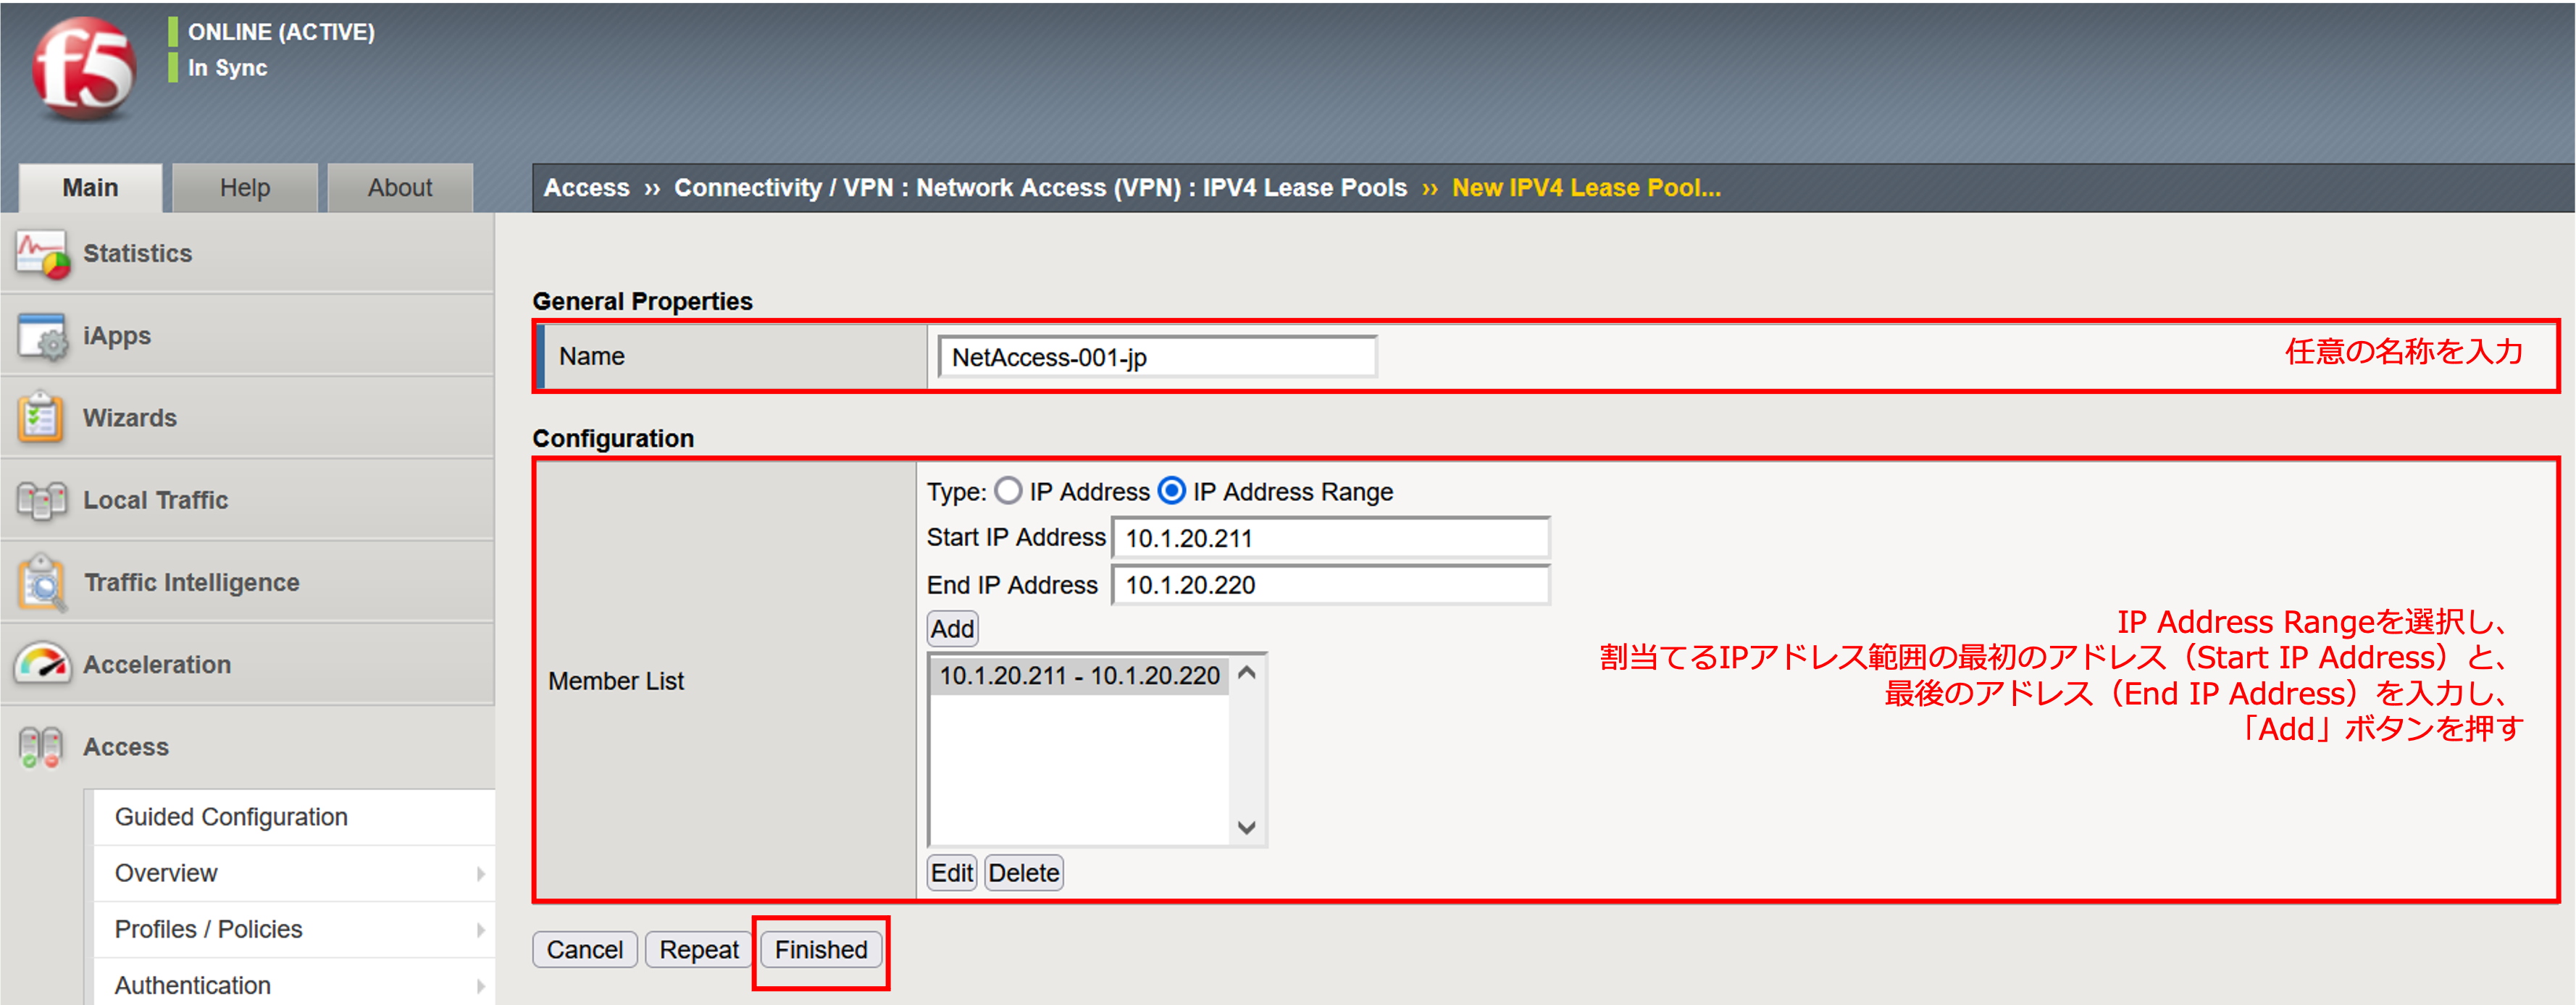 f5
ONLINE (ACTIVE)
In Sync
Main
Help
About
Access ›› Connectivity / VPN : Network Access (VPN) : IPV4 Lease Pools ›› New IPV4 Lease Pool...
Statistics
iApps
Wizards
Local Traffic
Traffic Intelligence
Acceleration
Access
Guided Configuration
Overview
Profiles / Policies
Authentication
General Properties
Name
NetAccess-001-jp
任意の名称を入力
Configuration
Member List
Type: IP Address IP Address Range
Start IP Address 10.1.20.211
End IP Address 10.1.20.220
Add
10.1.20.211 - 10.1.20.220
Edit Delete
IP Address Rangeを選択し、
割当てるIPアドレス範囲の最初のアドレス（Start IP Address）と、
最後のアドレス（End IP Address）を入力し、
「Add」ボタンを押す
Cancel Repeat Finished